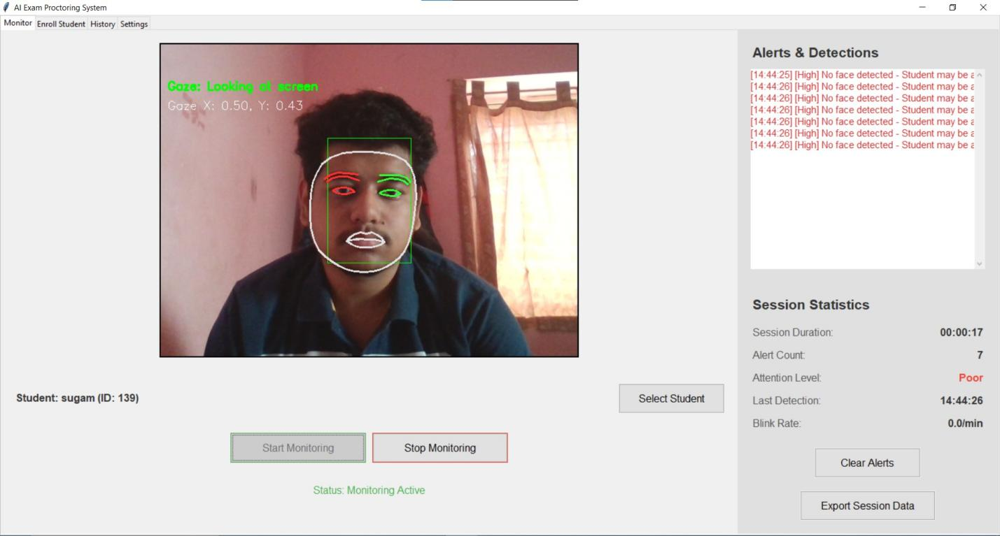 AI Exam Proctoring System
Monitor Enroll Student History Settings
Gaze: Looking at screen
Gaze X: 0.50, Y: 0.43
Student: sugam (ID: 139)
Select Student
Start Monitoring Stop Monitoring
Status: Monitoring Active
Alerts & Detections
[14:44:25] [High] No face detected - Student may be a
[14:44:26] [High] No face detected - Student may be a
[14:44:26] [High] No face detected - Student may be a
[14:44:26] [High] No face detected - Student may be a
[14:44:26] [High] No face detected - Student may be a
[14:44:26] [High] No face detected - Student may be a
[14:44:26] [High] No face detected - Student may be a
Session Statistics
Session Duration: 00:00:17
Alert Count: 7
Attention Level: Poor
Last Detection: 14:44:26
Blink Rate: 0.0/min
Clear Alerts
Export Session Data